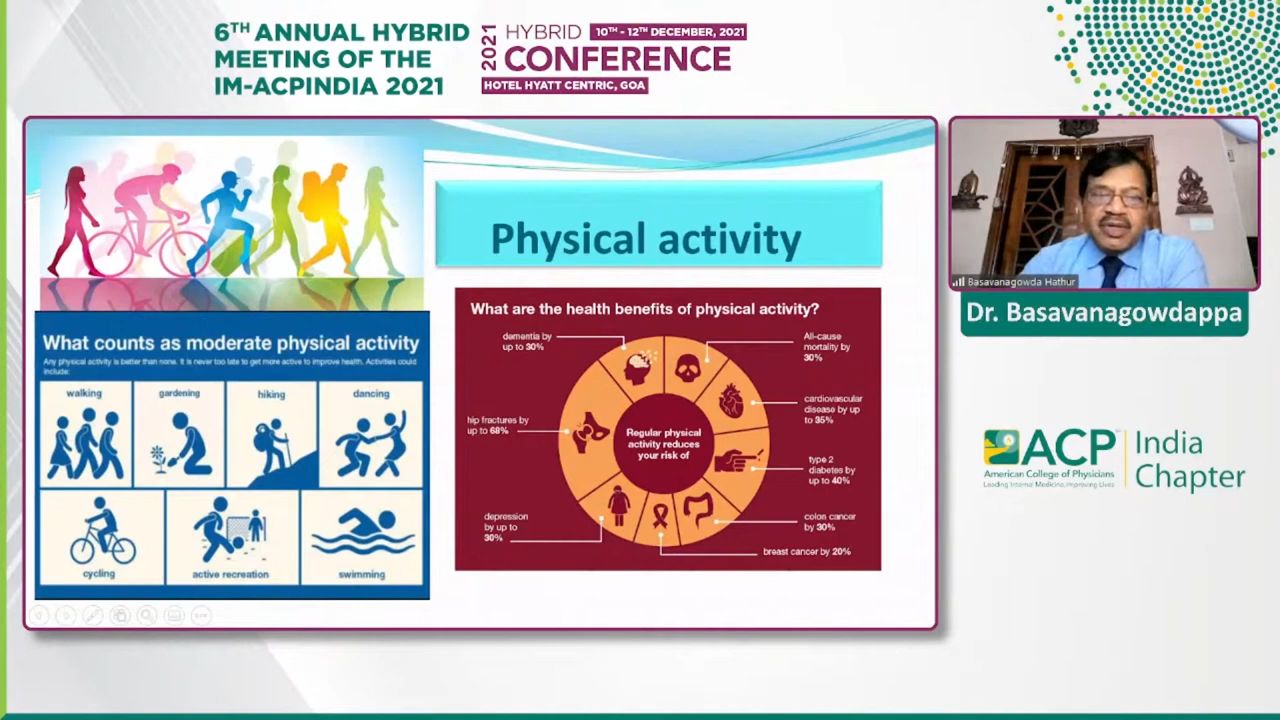 6TH ANNUAL HYBRID
MEETING OF THE
IM-ACPINDIA 2021
2021
HYBRID
10TH - 12TH DECEMBER, 2021
CONFERENCE
HOTEL HYATT CENTRIC, GOA
Physical activity
What counts as moderate physical activity
Any physical activity is better than none. It is never too late to get more active to improve health. Activities could
include:
walking
gardening
hiking
dancing
cycling
active recreation
swimming
What are the health benefits of physical activity?
dementia by
up to 30%
All-cause
mortality by
30%
cardiovascular
disease by up
to 35%
hip fractures by
up to 68%
Regular physical
activity reduces
your risk of
type 2
diabetes by
up to 40%
depression
by up to
30%
colon cancer
by 30%
breast cancer by 20%
Basavanagowda Hathur
Dr. Basavanagowdappa
ACP
American College of Physicians
Leading Internal Medicine, Improving Lives
India
Chapter